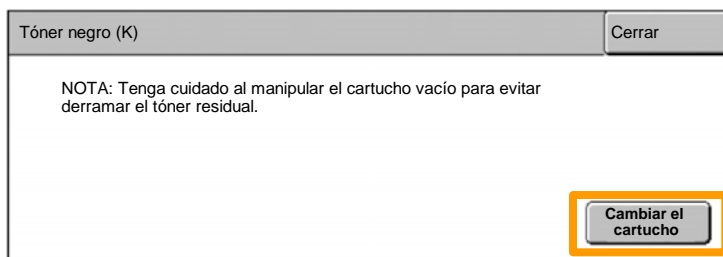 Tóner negro (K)
Cerrar
NOTA: Tenga cuidado al manipular el cartucho vacío para evitar
derramar el tóner residual.
Cambiar el
cartucho